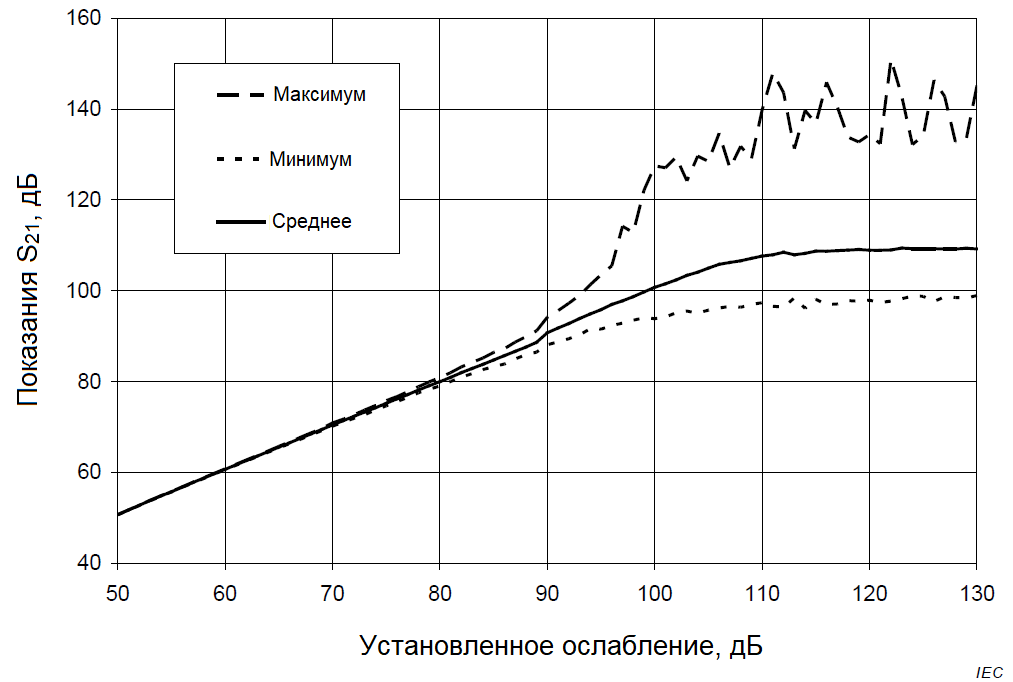 160
140
120
100
80
60
40
Показания S21, дБ
Максимум
Минимум
Среднее
50 60 70 80 90 100 110 120 130
Установленное ослабление, дБ
IEC